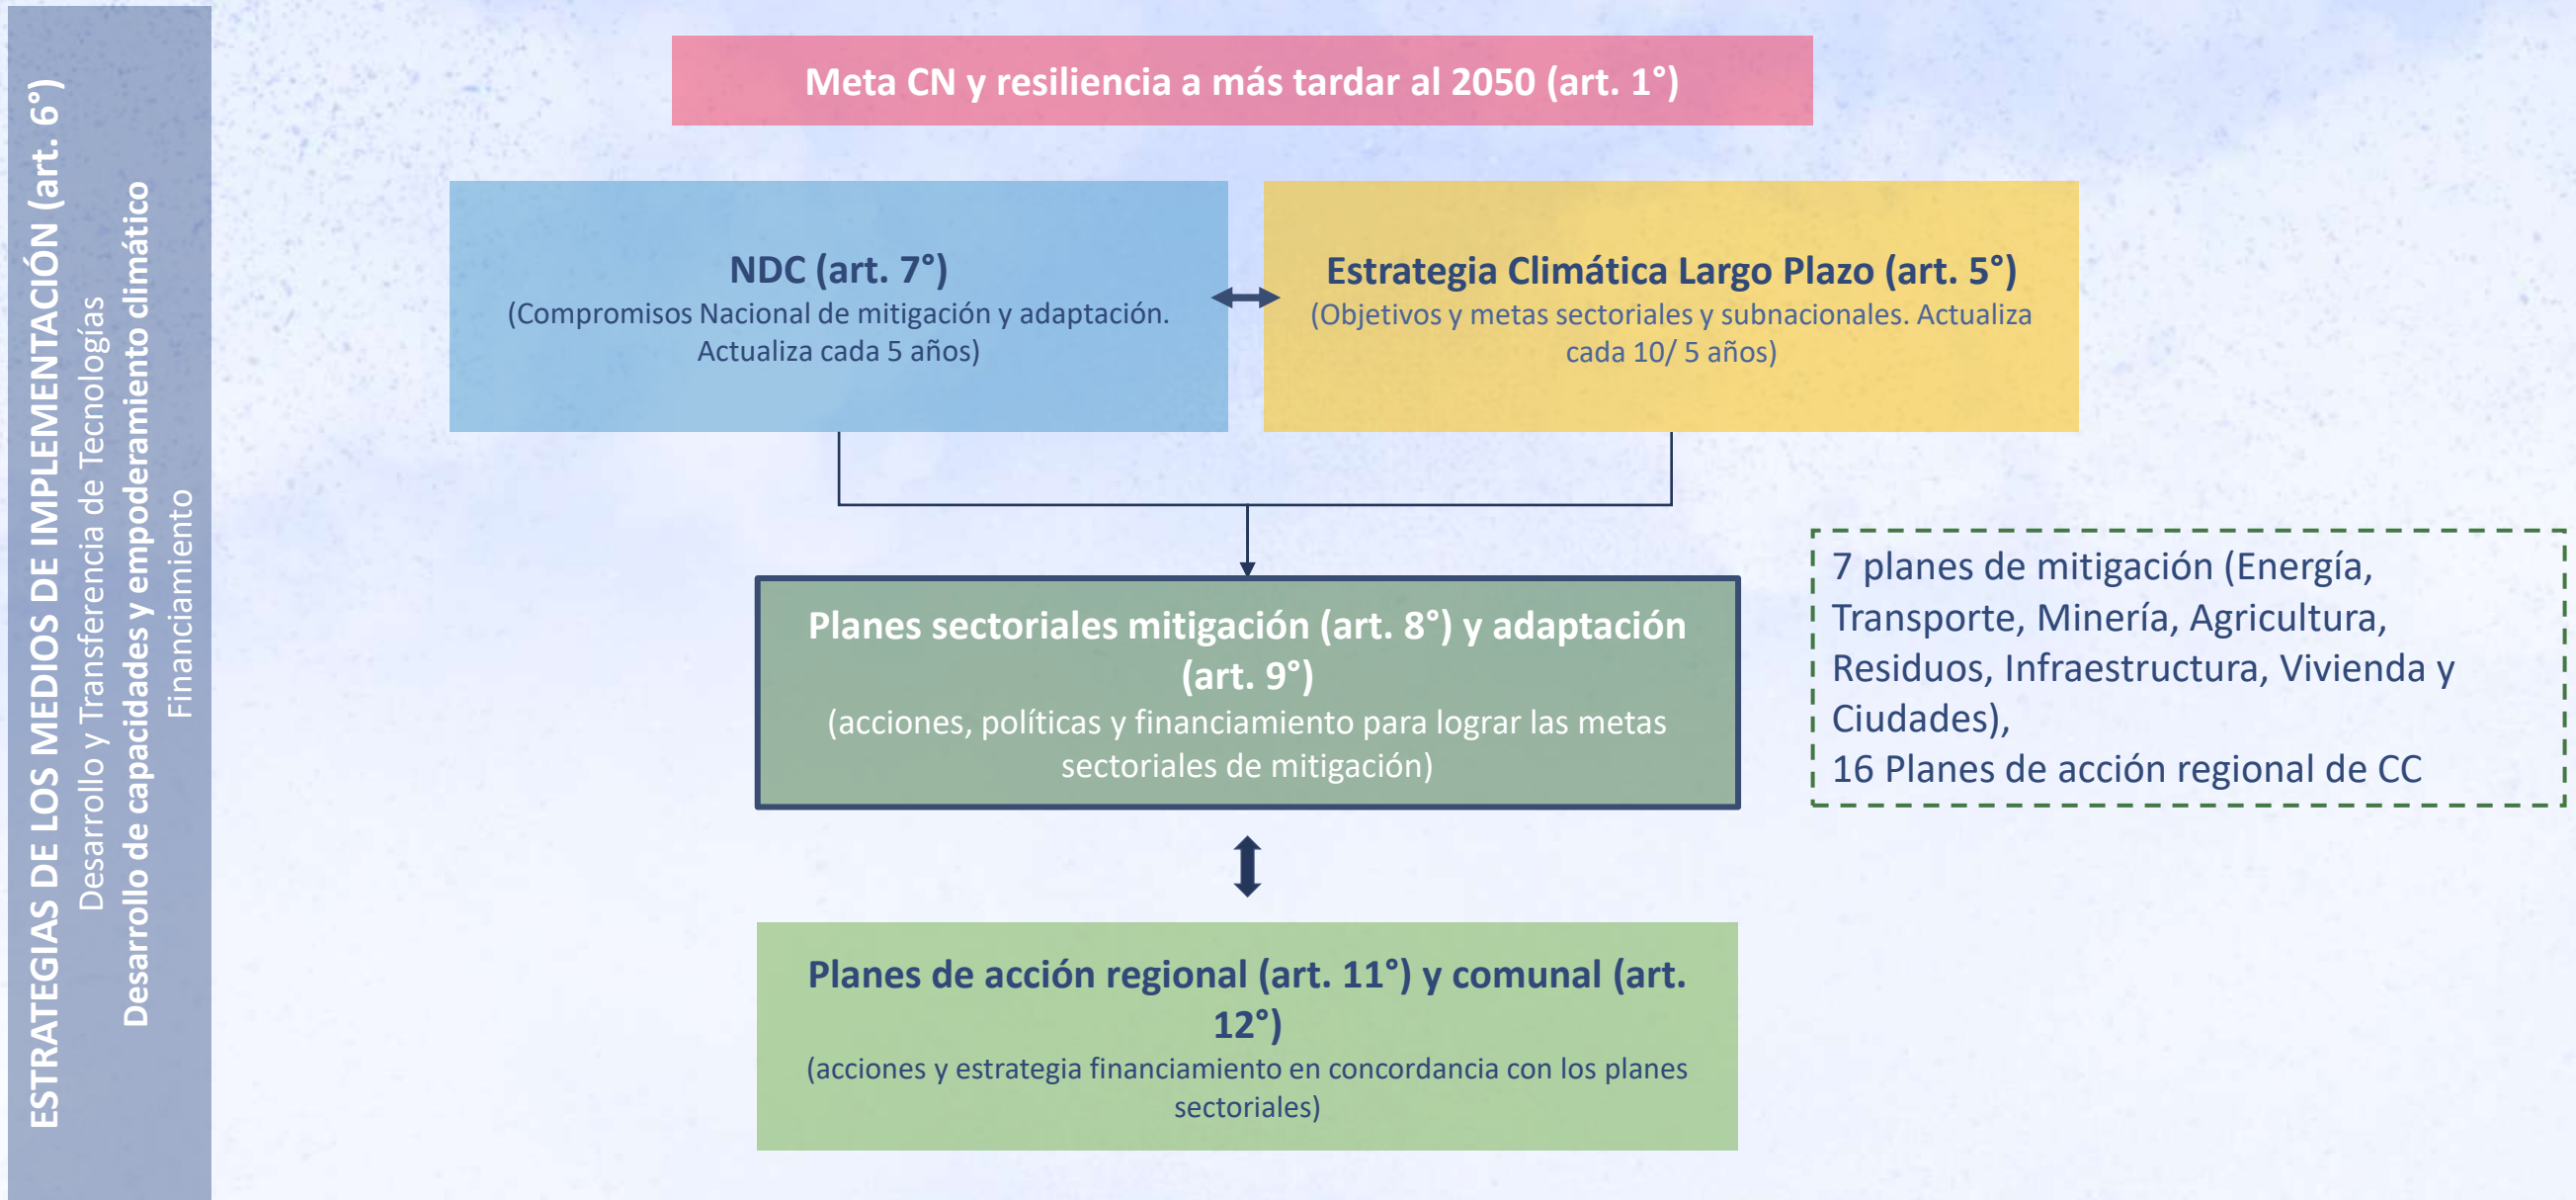 ESTRATEGIAS DE LOS MEDIOS DE IMPLEMENTACIÓN (art. 6°)
Desarrollo y Transferencia de Tecnologías
Desarrollo de capacidades y empoderamiento climático
Financiamiento
Meta CN y resiliencia a más tardar al 2050 (art. 1°)
NDC (art. 7°)
(Compromisos Nacional de mitigación y adaptación.
Actualiza cada 5 años)
Estrategia Climática Largo Plazo (art. 5°)
(Objetivos y metas sectoriales y subnacionales. Actualiza
cada 10/ 5 años)
Planes sectoriales mitigación (art. 8°) y adaptación
(art. 9°)
(acciones, políticas y financiamiento para lograr las metas
sectoriales de mitigación)
7 planes de mitigación (Energía,
Transporte, Minería, Agricultura,
Residuos, Infraestructura, Vivienda y
Ciudades),
16 Planes de acción regional de CC
Planes de acción regional (art. 11°) y comunal (art.
12°)
(acciones y estrategia financiamiento en concordancia con los planes
sectoriales)